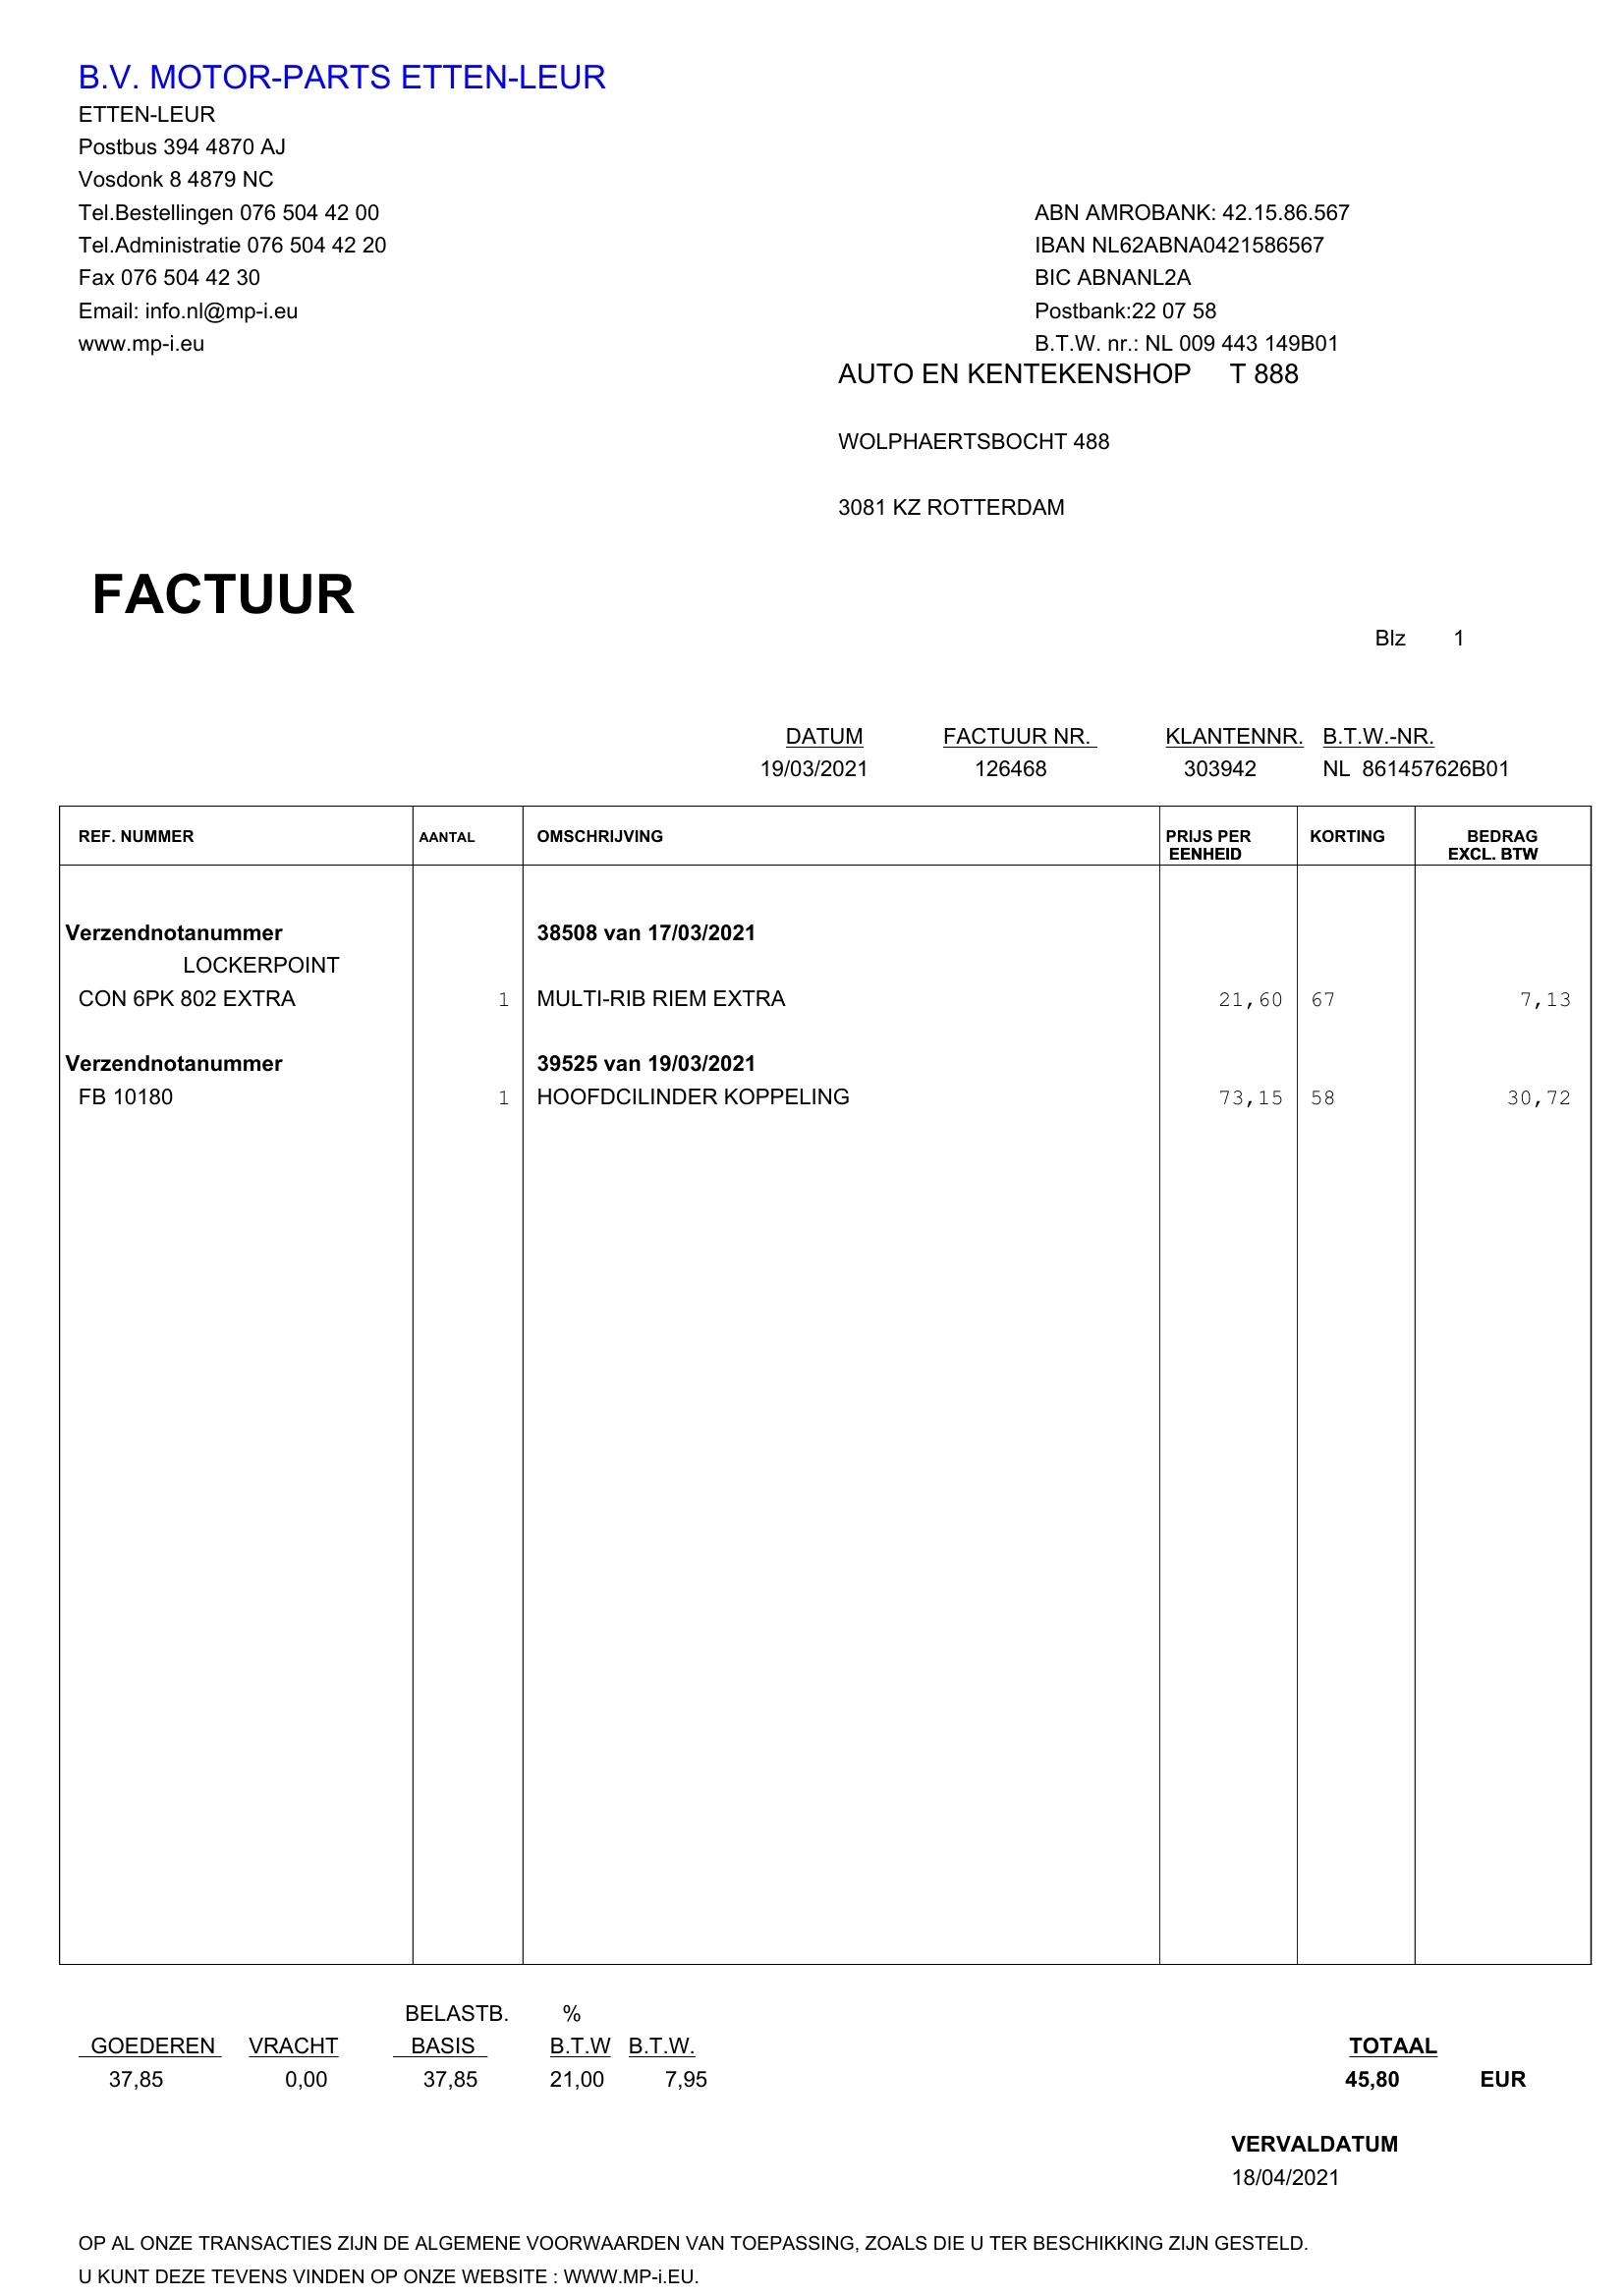 B.V. MOTOR-PARTS ETTEN-LEUR
ETTEN-LEUR
Postbus 394 4870 AJ
Vosdonk 8 4879 NC
Tel.Bestellingen 076 504 42 00
Tel.Administratie 076 504 42 20
Fax 076 504 42 30
Email: info.nl@mp-i.eu
www.mp-i.eu
ABN AMROBANK: 42.15.86.567
IBAN NL62ABNA0421586567
BIC ABNANL2A
Postbank:22 07 58
B.T.W. nr.: NL 009 443 149B01
AUTO EN KENTEKENSHOP T 888
WOLPHAERTSBOCHT 488
3081 KZ ROTTERDAM
FACTUUR
Blz 1
DATUM FACTUUR NR. KLANTENNR. B.T.W.-NR.
19/03/2021 126468 303942 NL 861457626B01
REF. NUMMER AANTAL OMSCHRIJVING PRIJS PER KORTING BEDRAG
EENHEID EXCL. BTW
Verzendnotanummer 38508 van 17/03/2021
LOCKERPOINT
CON 6PK 802 EXTRA 1 MULTI-RIB RIEM EXTRA 21,60 67 7,13
Verzendnotanummer 39525 van 19/03/2021
FB 10180 1 HOOFDCILINDER KOPPELING 73,15 58 30,72
BELASTB. %
GOEDEREN VRACHT BASIS B.T.W B.T.W. TOTAAL
37,85 0,00 37,85 21,00 7,95 45,80 EUR
VERVALDATUM
18/04/2021
OP AL ONZE TRANSACTIES ZIJN DE ALGEMENE VOORWAARDEN VAN TOEPASSING, ZOALS DIE U TER BESCHIKKING ZIJN GESTELD.
U KUNT DEZE TEVENS VINDEN OP ONZE WEBSITE : WWW.MP-i.EU.